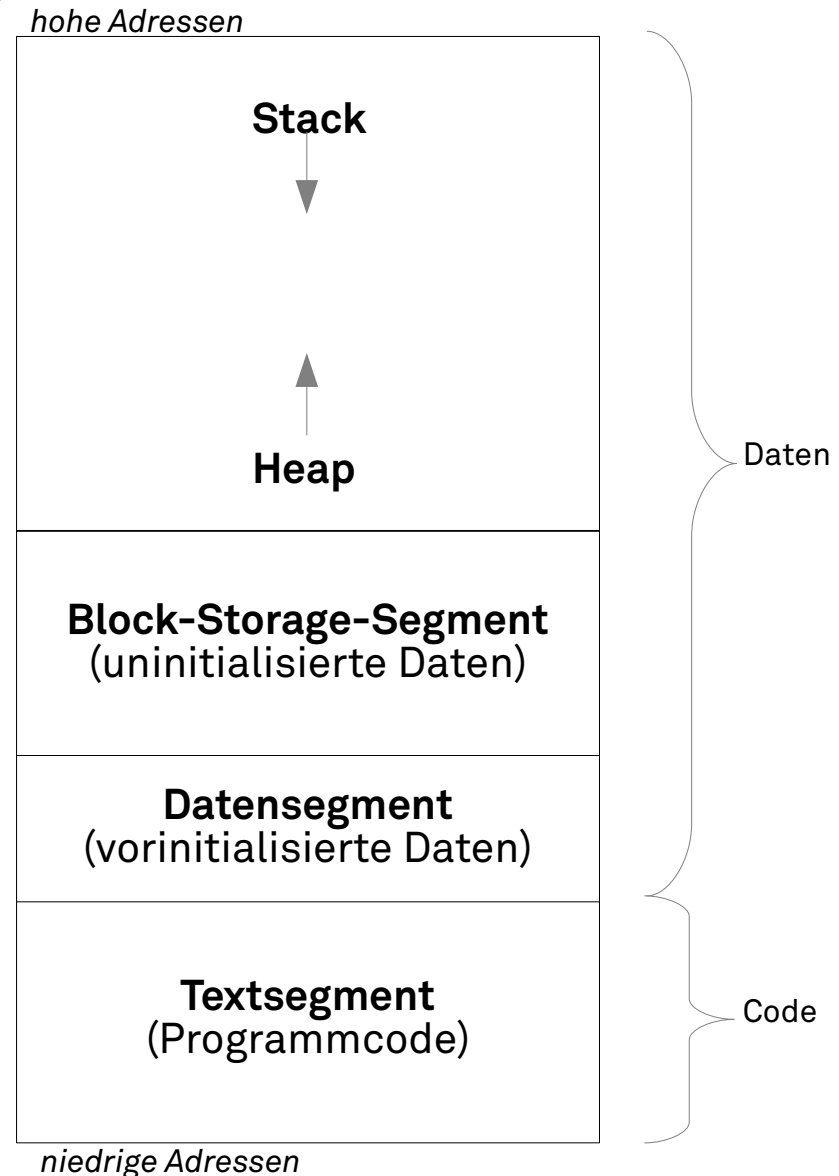 hohe Adressen
Stack
Heap
Daten
Block-Storage-Segment
(uninitialisierte Daten)
Datensegment
(vorinitialisierte Daten)
Textsegment
(Programmcode)
Code
niedrige Adressen